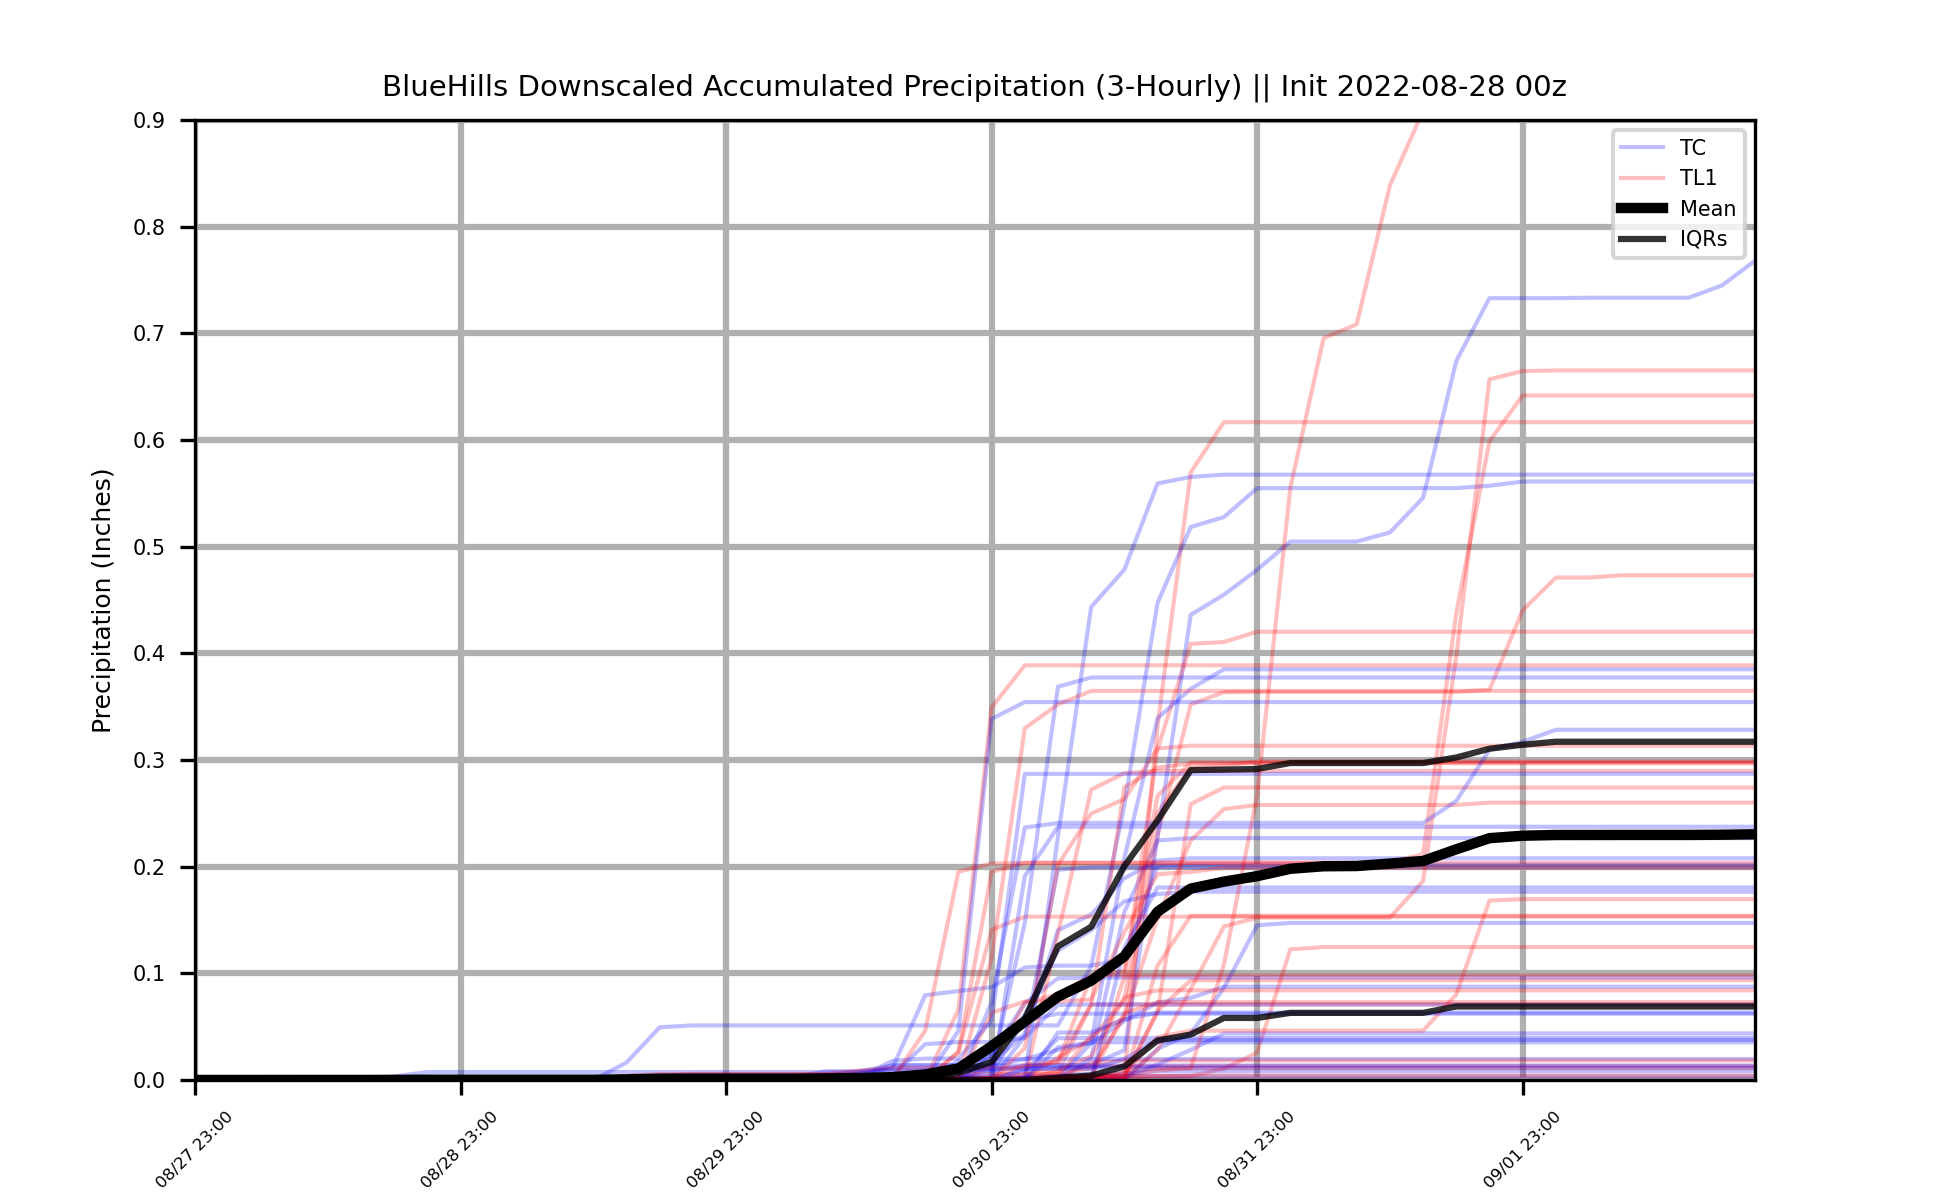 BlueHills Downscaled Accumulated Precipitation (3-Hourly) || Init 2022-08-28 00z
Precipitation (Inches)
0.9
0.8
0.7
0.6
0.5
0.4
0.3
0.2
0.1
0.0
TC
TL1
Mean
IQRs
08/27 23:00
08/28 23:00
08/29 23:00
08/30 23:00
08/31 23:00
09/01 23:00